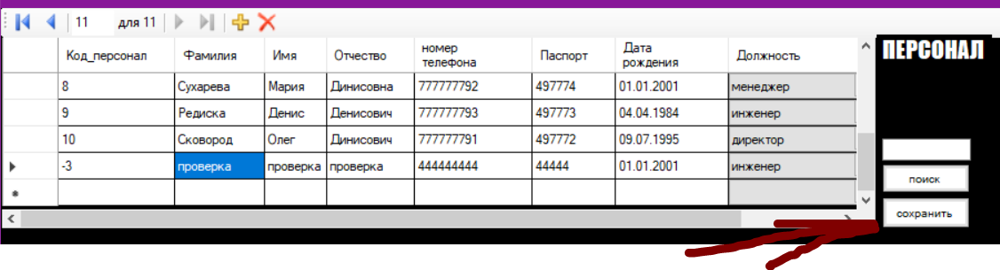 11 для 11
Код_персонал Фамилия Имя Отчество номер телефона Паспорт Дата рождения Должность
8 Сухарева Мария Динисовна 777777792 497774 01.01.2001 менеджер
9 Редиска Денис Денисович 777777793 497773 04.04.1984 инженер
10 Сковород Олег Динисович 777777791 497772 09.07.1995 директор
-3 проверка проверка проверка 444444444 44444 01.01.2001 инженер
ПЕРСОНАЛ
поиск
сохранить